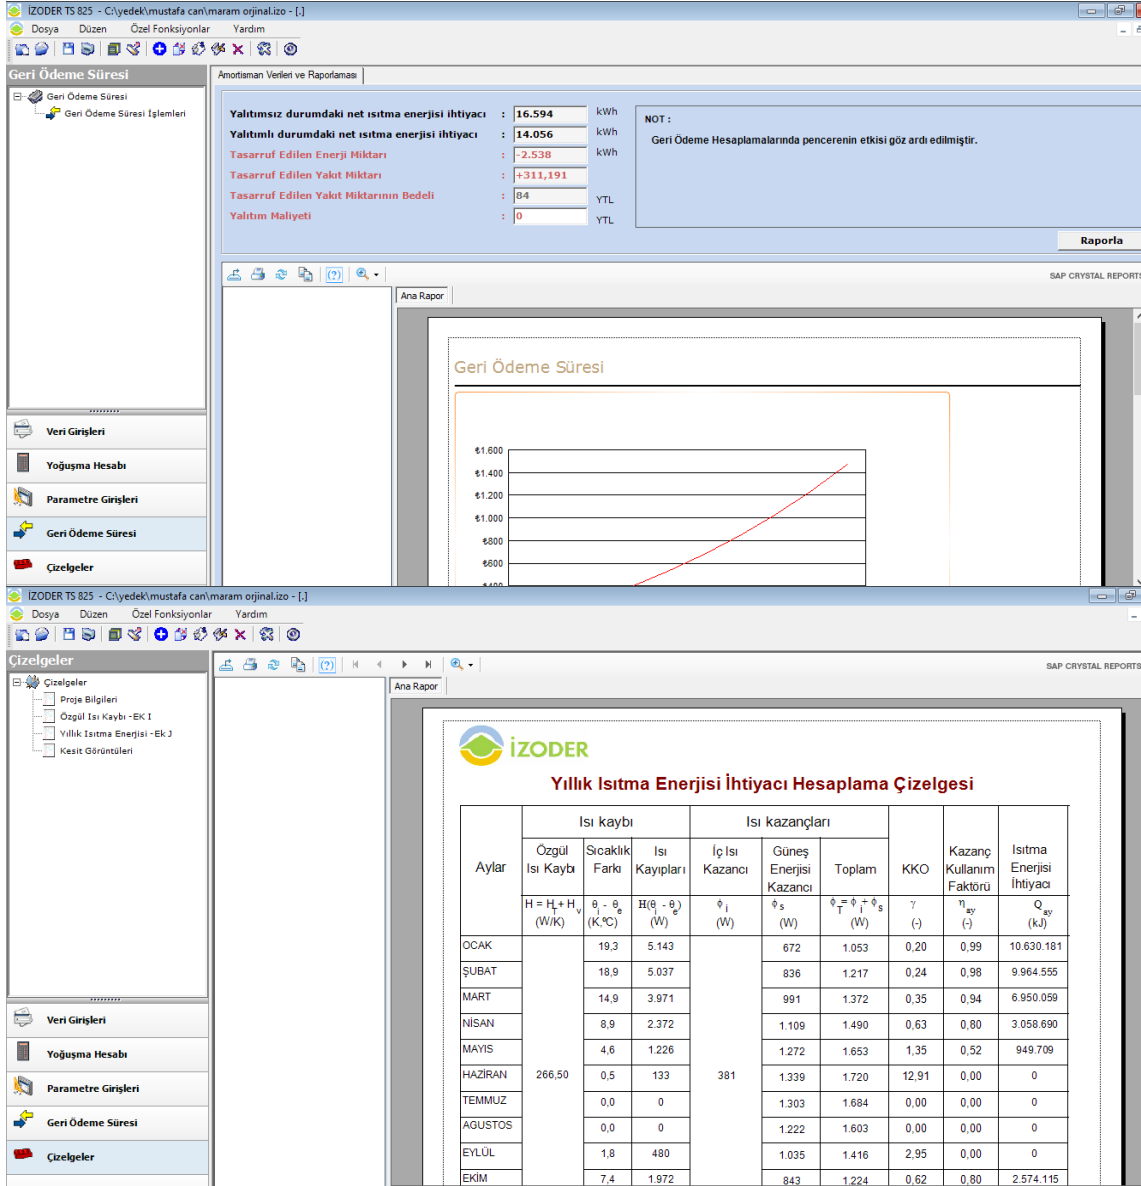 İZODER TS 825 - C:\yedek\mustafa can\maram orjinal.izo - [.]
Dosya Düzen Özel Fonksiyonlar Yardım
Geri Ödeme Süresi
Geri Ödeme Süresi
Geri Ödeme Süresi İşlemleri
Veri Girişleri
Yoğuşma Hesabı
Parametre Girişleri
Geri Ödeme Süresi
Çizelgeler
Amortisman Verileri ve Raporlaması
Yalıtımsız durumdaki net ısıtma enerjisi ihtiyacı : 16.594 kWh
Yalıtımlı durumdaki net ısıtma enerjisi ihtiyacı : 14.056 kWh
Tasarruf Edilen Enerji Miktarı : -2.538 kWh
Tasarruf Edilen Yakıt Miktarı : +311,191
Tasarruf Edilen Yakıt Miktarının Bedeli : 84 YTL
Yalıtım Maliyeti : 0 YTL
NOT :
Geri Ödeme Hesaplamalarında pencerenin etkisi göz ardı edilmiştir.
Raporla
SAP CRYSTAL REPORTS
Ana Rapor
Geri Ödeme Süresi
₺1.600
₺1.400
₺1.200
₺1.000
₺800
₺600
₺400
İZODER TS 825 - C:\yedek\mustafa can\maram orjinal.izo - [.]
Dosya Düzen Özel Fonksiyonlar Yardım
Çizelgeler
Çizelgeler
Proje Bilgileri
Özgül Isı Kaybı -EK I
Yıllık Isıtma Enerjisi -Ek J
Kesit Görüntüleri
Veri Girişleri
Yoğuşma Hesabı
Parametre Girişleri
Geri Ödeme Süresi
Çizelgeler
SAP CRYSTAL REPORTS
Ana Rapor
İZODER
Yıllık Isıtma Enerjisi İhtiyacı Hesaplama Çizelgesi
Isı kaybı Isı kazançları
Aylar Özgül Isı Kaybı Sıcaklık Farkı Isı Kayıpları İç Isı Kazancı Güneş Enerjisi Kazancı Toplam KKO Kazanç Kullanım Faktörü Isıtma Enerjisi İhtiyacı
H = H_T + H_v (W/K) θ_i - θ_e (K,ºC) H(θ_i - θ_e) (W) ϕ_i (W) ϕ_s (W) ϕ_T = ϕ_i + ϕ_s (W) γ (-) η_ay (-) Q_ay (kJ)
OCAK 19,3 5.143 672 1.053 0,20 0,99 10.630.181
ŞUBAT 18,9 5.037 836 1.217 0,24 0,98 9.964.555
MART 14,9 3.971 991 1.372 0,35 0,94 6.950.059
NİSAN 8,9 2.372 1.109 1.490 0,63 0,80 3.058.690
MAYIS 4,6 1.226 1.272 1.653 1,35 0,52 949.709
HAZİRAN 266,50 0,5 133 381 1.339 1.720 12,91 0,00 0
TEMMUZ 0,0 0 1.303 1.684 0,00 0,00 0
AGUSTOS 0,0 0 1.222 1.603 0,00 0,00 0
EYLÜL 1,8 480 1.035 1.416 2,95 0,00 0
EKİM 7,4 1.972 843 1.224 0,62 0,80 2.574.115